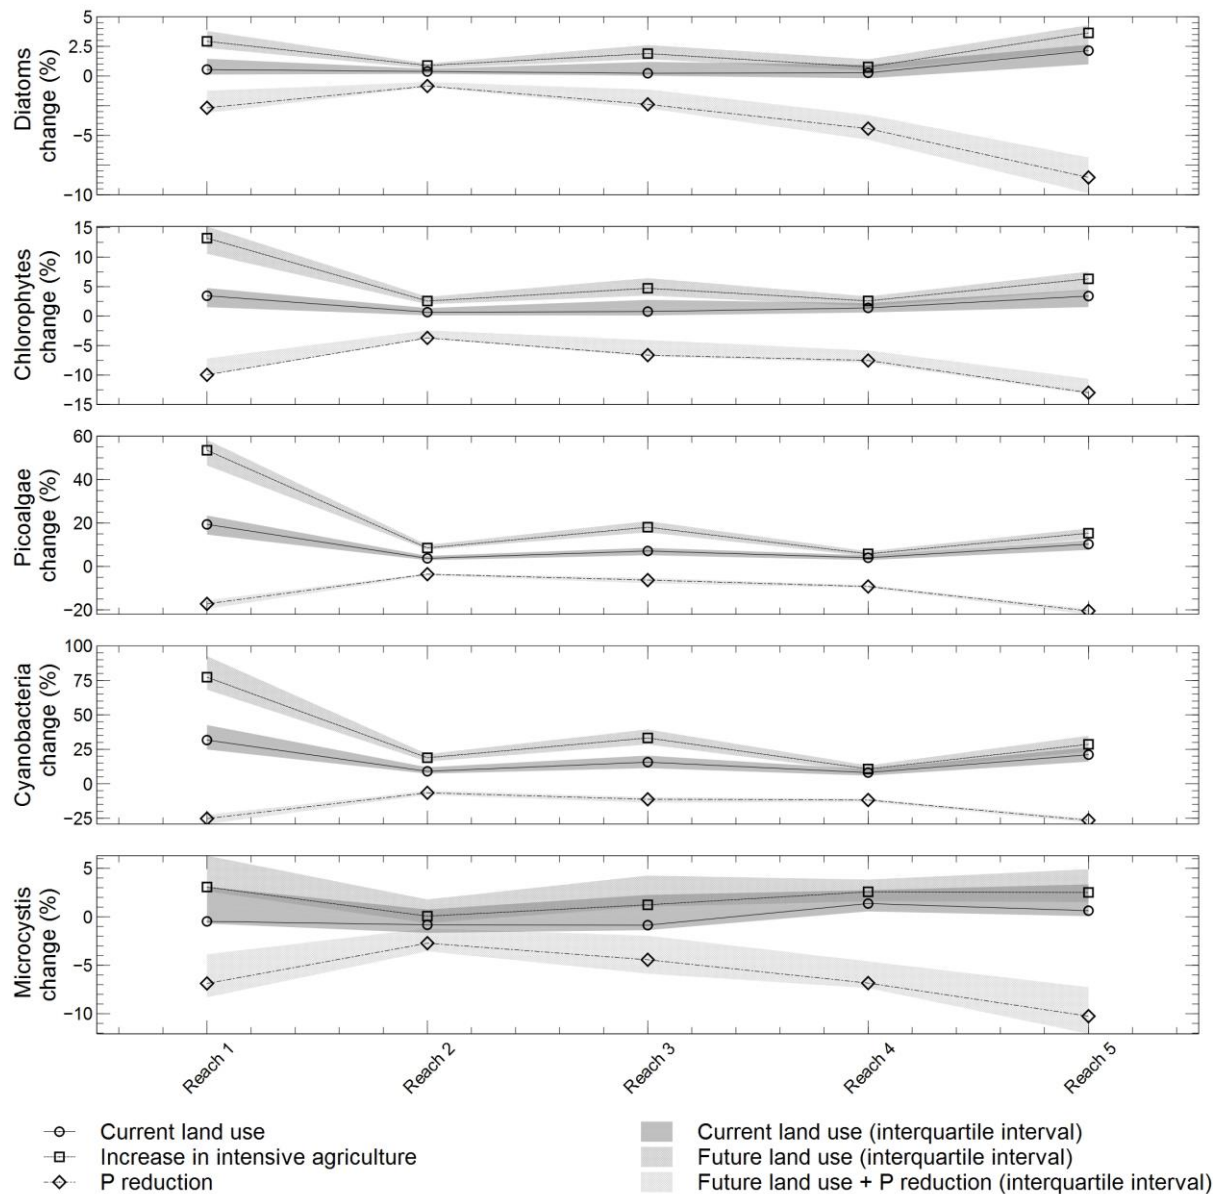 Diatoms
change (%)
5
2.5
0
−5
−10
Chlorophytes
change (%)
15
10
5
0
−5
−10
−15
Picoalgae
change (%)
60
40
20
0
−20
Cyanobacteria
change (%)
100
75
50
25
0
−25
Microcystis
change (%)
5
0
−5
−10
Reach 1
Reach 2
Reach 3
Reach 4
Reach 5
Current land use
Increase in intensive agriculture
P reduction
Current land use (interquartile interval)
Future land use (interquartile interval)
Future land use + P reduction (interquartile interval)